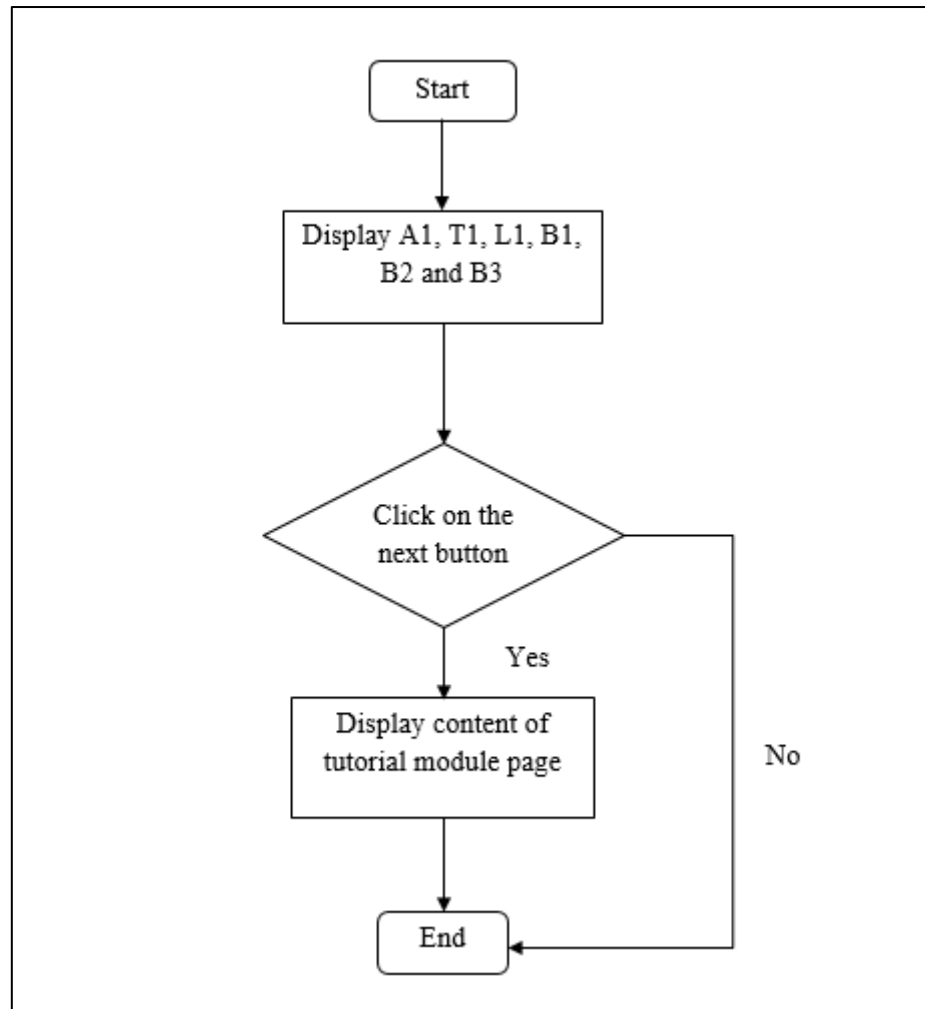 Start
Display A1, T1, L1, B1,
B2 and B3
Click on the
next button
Yes
Display content of
tutorial module page
No
End